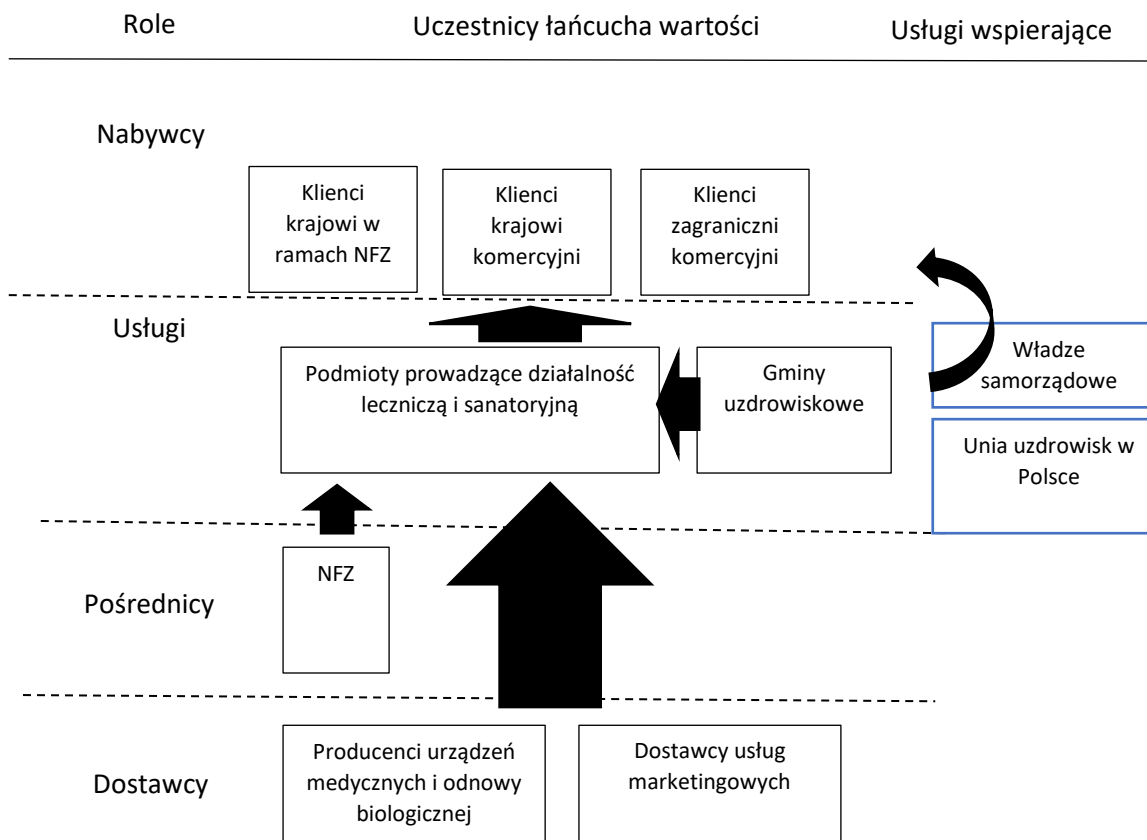 Role
Uczestnicy łańcucha wartości
Usługi wspierające
Nabywcy
Klienci
krajowi w
ramach NFZ
Klienci
krajowi
komercyjni
Klienci
zagraniczni
komercyjni
Usługi
Podmioty prowadzące działalność
leczniczą i sanatoryjną
Gminy
uzdrowiskowe
Władze
samorządowe
Unia uzdrowisk w
Polsce
Pośrednicy
NFZ
Dostawcy
Producenci urządzeń
medycznych i odnowy
biologicznej
Dostawcy usług
marketingowych